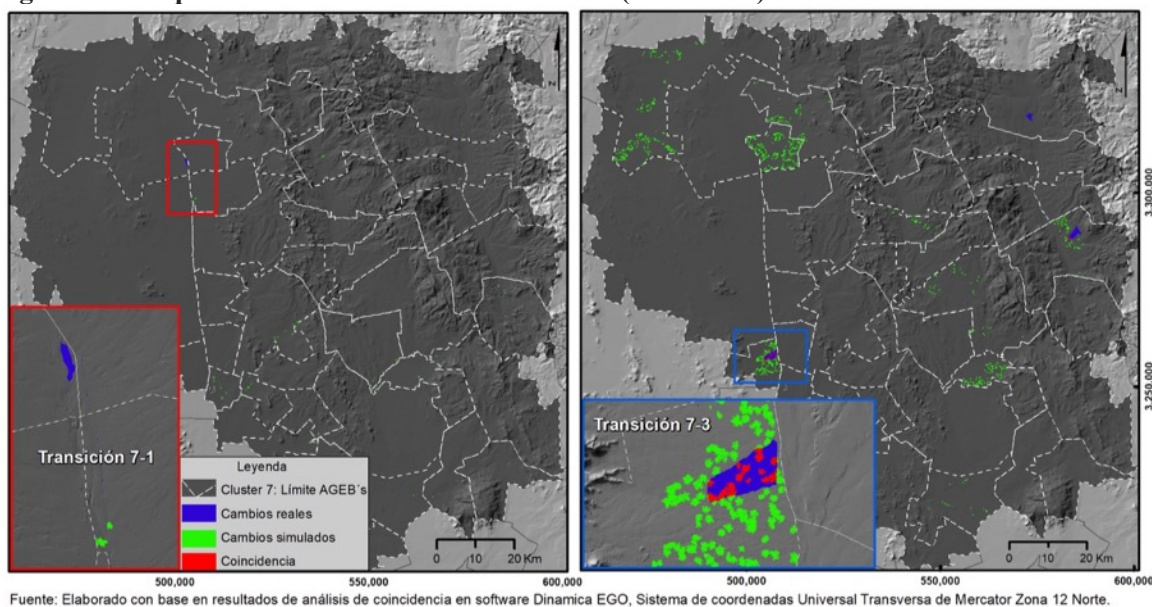 Transición 7-1
Leyenda
Cluster 7: Límite AGEB´s
Cambios reales
Cambios simulados
Coincidencia
0 10 20 Km
500,000 550,000 600,000
Transición 7-3
0 10 20 Km
3,300,000
3,250,000
500,000 550,000 600,000
Fuente: Elaborado con base en resultados de análisis de coincidencia en software Dinamica EGO, Sistema de coordenadas Universal Transversa de Mercator Zona 12 Norte.